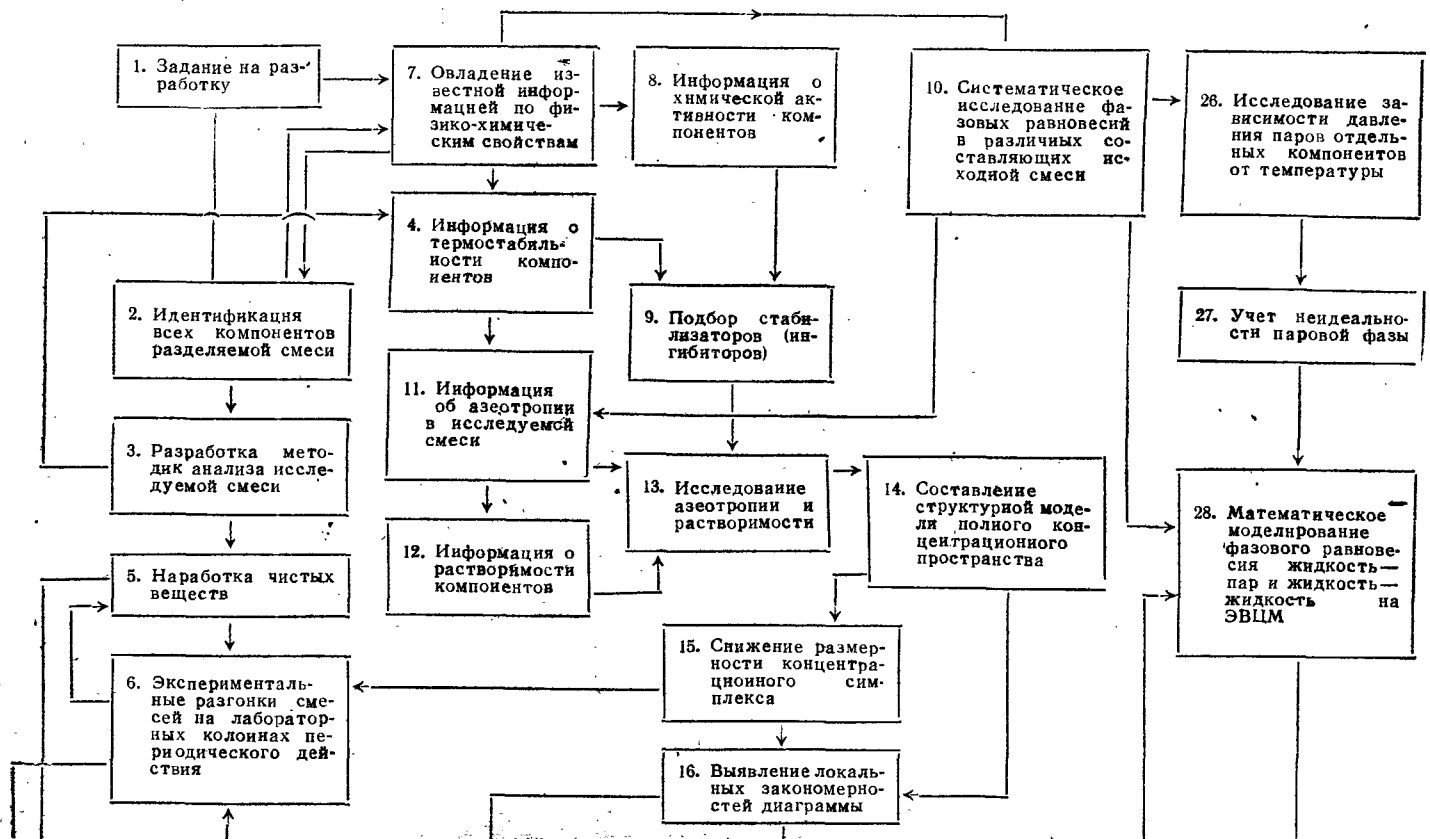 1. Задание на раз-
работку
7. Овладение из-
вестной инфор-
мацией по фи-
зико-химиче-
ским свойствам
8. Информация о
химической ак-
тивности ком-
понентов
10. Систематическое
исследование фа-
зовых равновесий
в различных со-
ставляющих ис-
ходной смеси
26. Исследование за-
висимости давле-
ния паров отдель-
ных компонентов
от температуры
4. Информация о
термостабиль-
ности компо-
нентов
2. Идентификация
всех компонентов
разделяемой смеси
9. Подбор стаби-
лизаторов (ин-
гибиторов)
27. Учет неидеально-
сти паровой фазы
11. Информация
об азеотропии
в исследуемой
смеси
3. Разработка мето-
дик анализа иссле-
дуемой смеси
13. Исследование
азеотропии и
растворимости
14. Составление
структурной моде-
ли полного кон-
центрационного
пространства
28. Математическое
моделирование
фазового равнове-
сия жидкость—
пар и жидкость—
жидкость на
ЭВЦМ
12. Информация о
растворимости
компонентов
5. Наработка чистых
веществ
15. Снижение размер-
ности концентра-
ционного сим-
плекса
6. Эксперименталь-
ные разгонки сме-
сей на лаборатор-
ных колоннах пе-
риодического дей-
ствия
16. Выявление локаль-
ных закономерно-
стей диаграммы